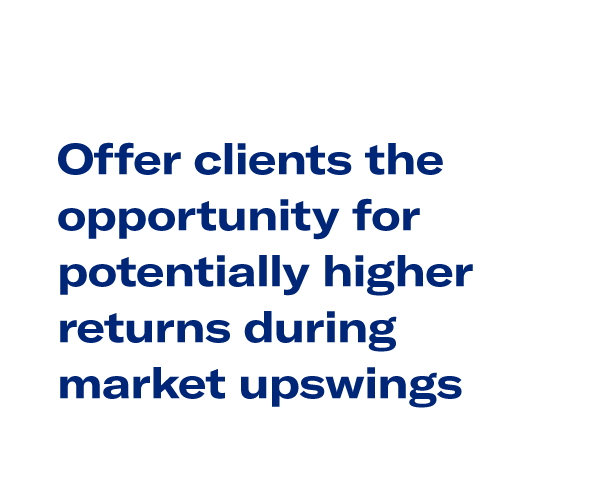 Offer clients the
opportunity for
potentially higher
returns during
market upswings